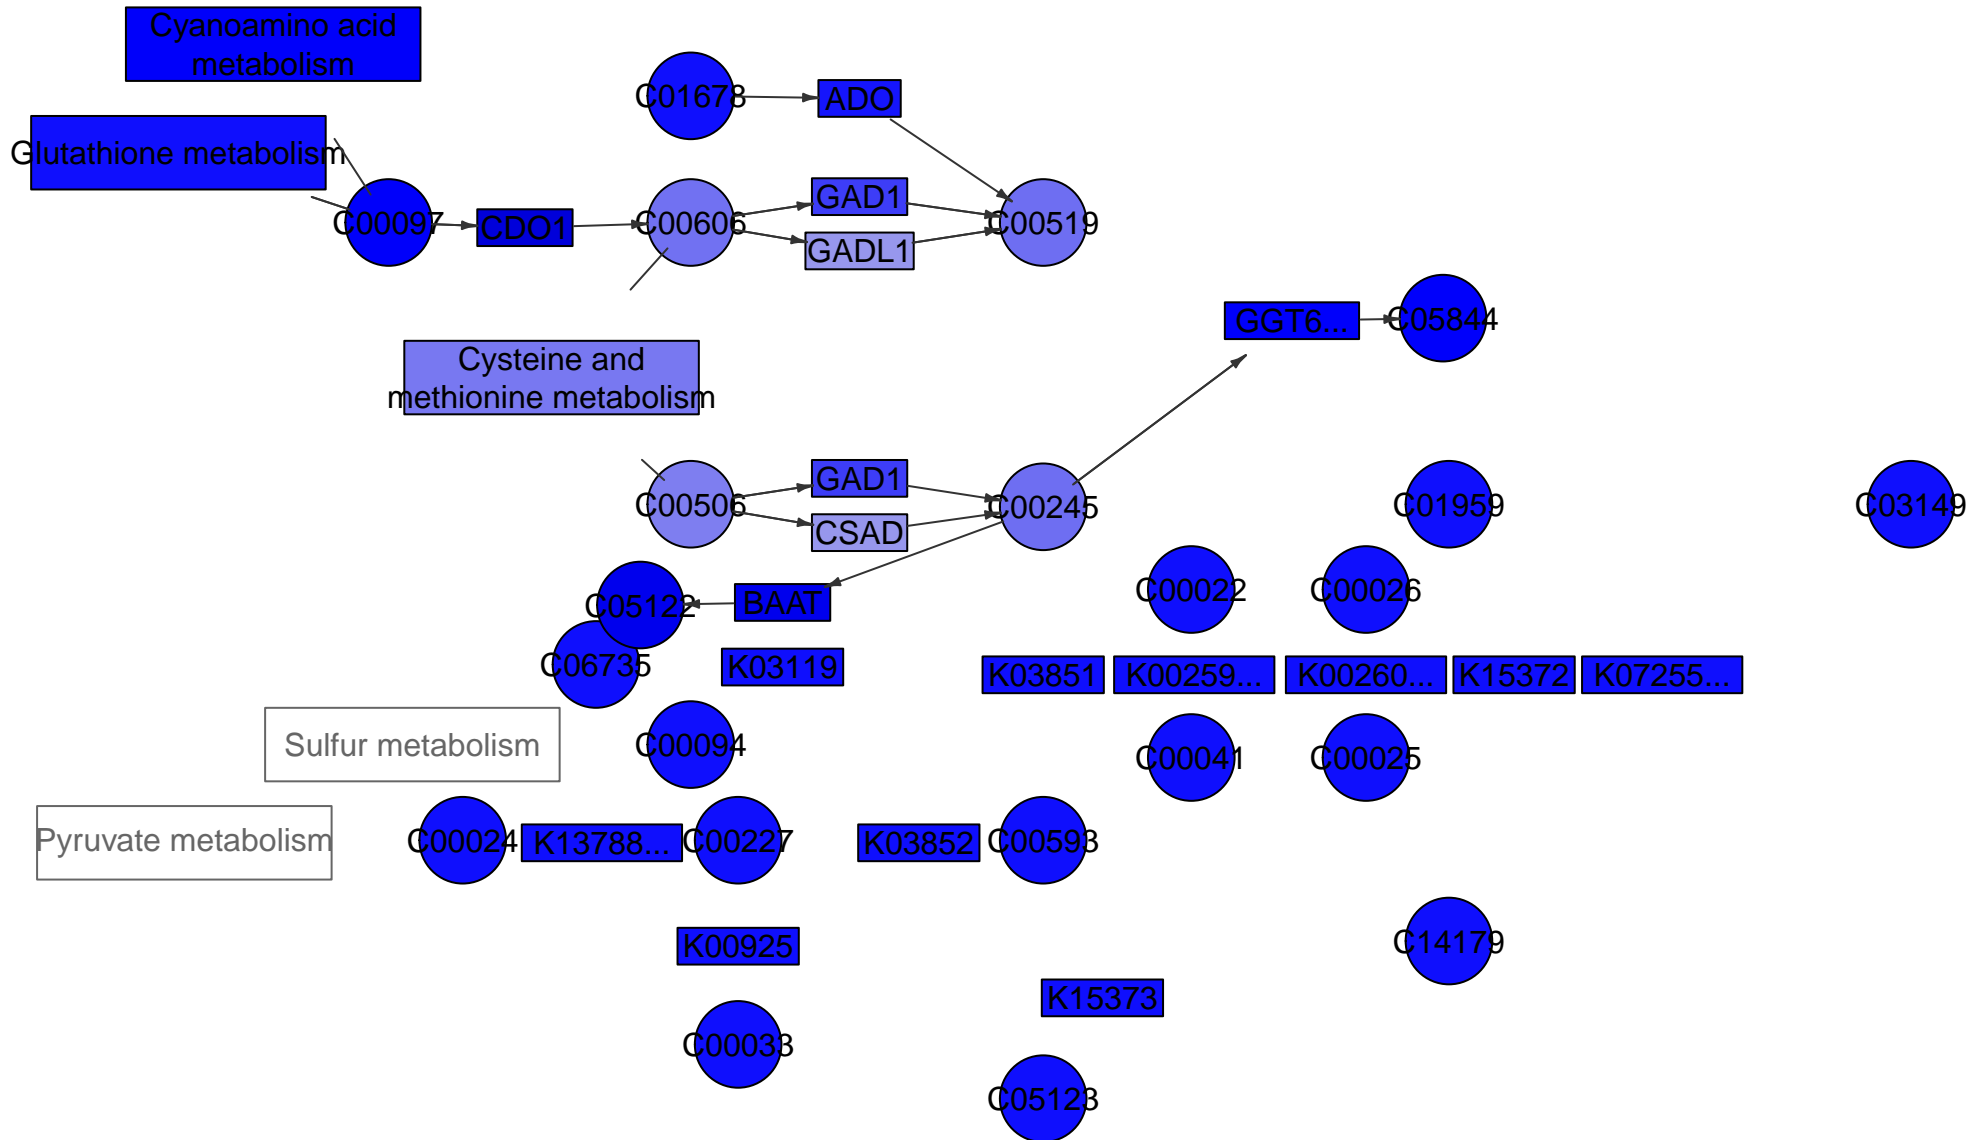 Cyanoamino acid
metabolism
C01678
ADO
Glutathione metabolism
GAD1
C00097
CDO1
C00606
C00519
GADL1
GGT6...
C05844
Cysteine and
methionine metabolism
GAD1
C00506
C00245
C01959
C03149
CSAD
C00022
C00026
C05122
BAAT
C06735
K03119
K03851
K00259...
K00260...
K15372
K07255...
Sulfur metabolism
C00094
C00041
C00025
Pyruvate metabolism
C00024
K13788...
C00227
K03852
C00593
K00925
C14179
K15373
C00033
C05123